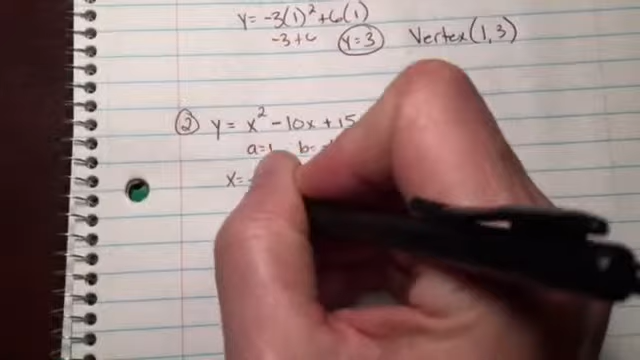 y = -3(1)² + 6(1)
-3+6 y=3 Vertex (1,3)
② y = x² - 10x + 15
a=1 b=
x=